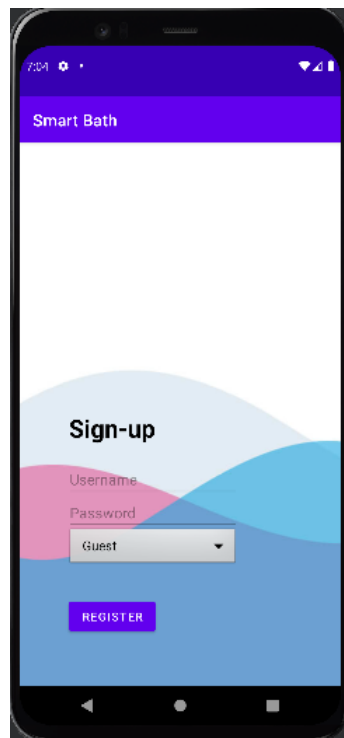 7:04
Smart Bath
Sign-up
Username
Password
Guest
REGISTER